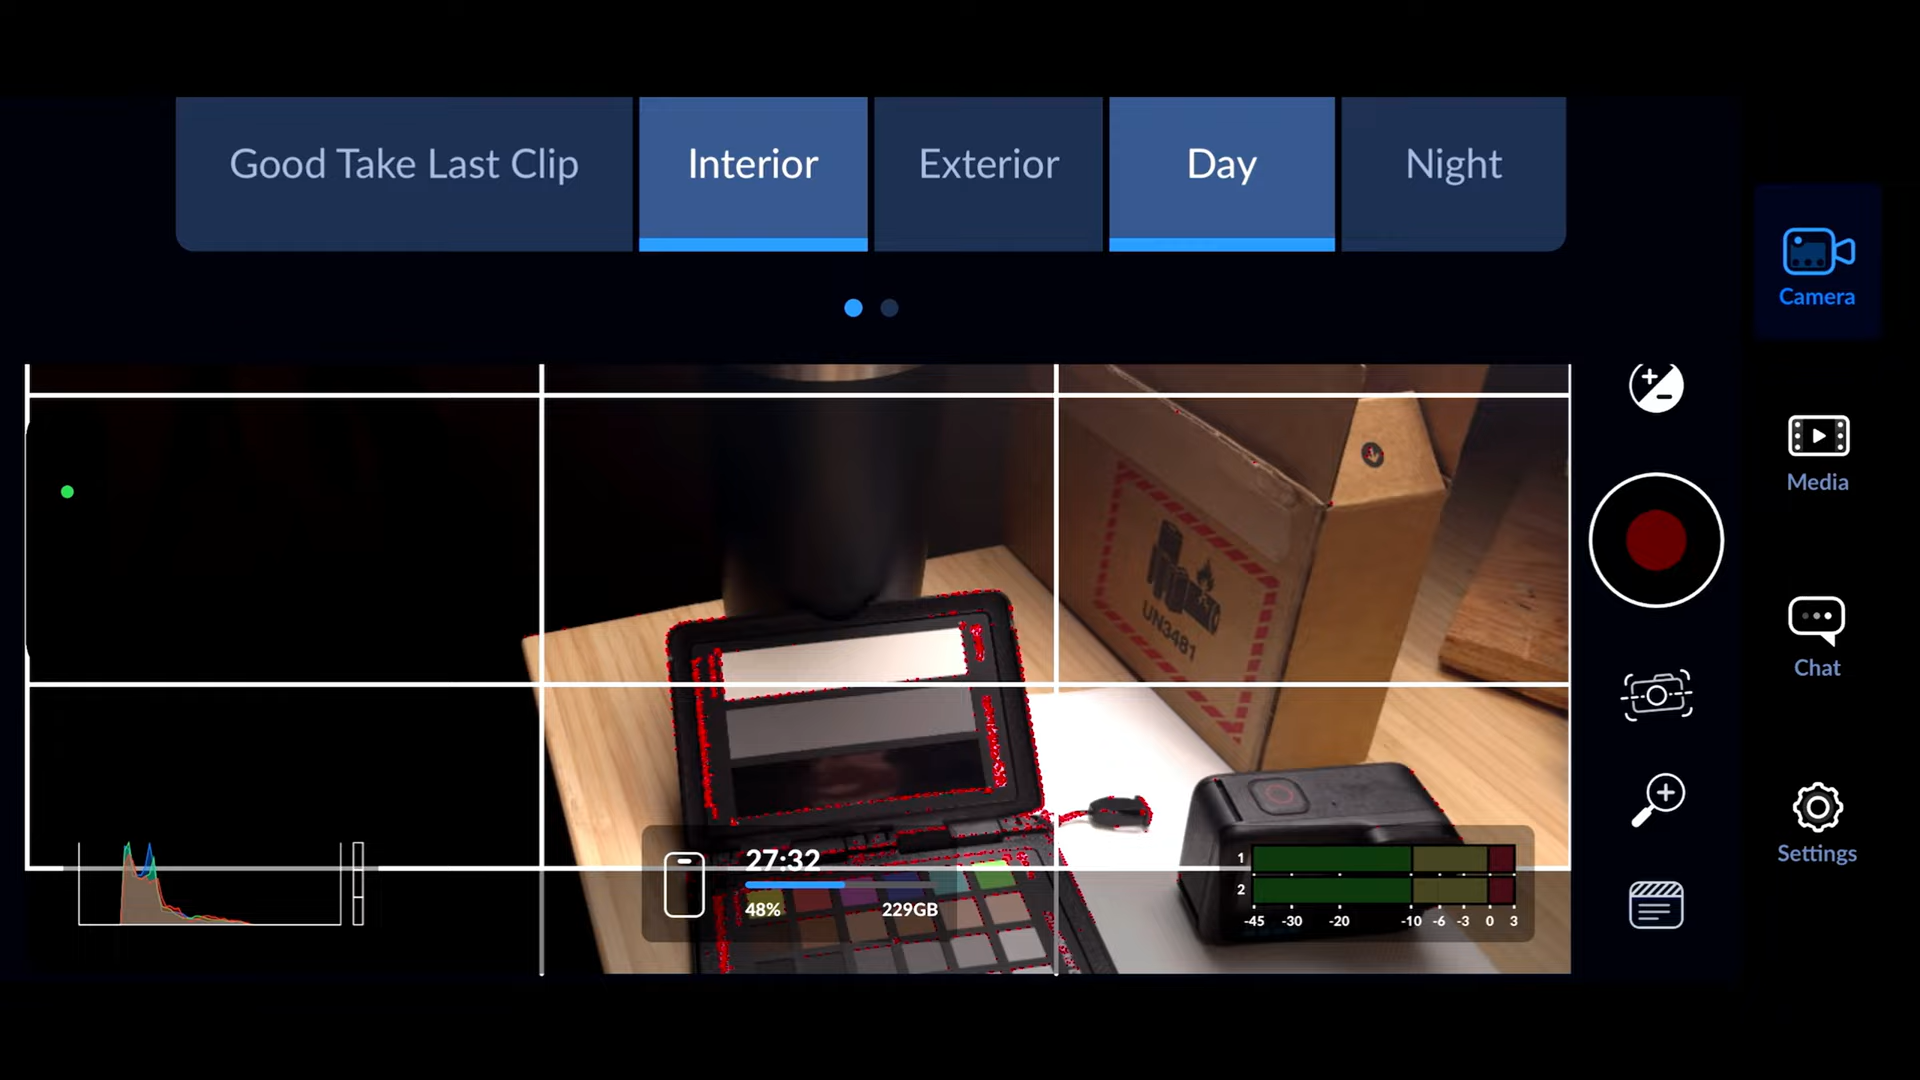 Good Take Last Clip
Interior
Exterior
Day
Night
Camera
Media
Chat
Settings
UN3481
27:32
48%
229GB
1
2
-45 -30 -20 -10 -6 -3 0 3